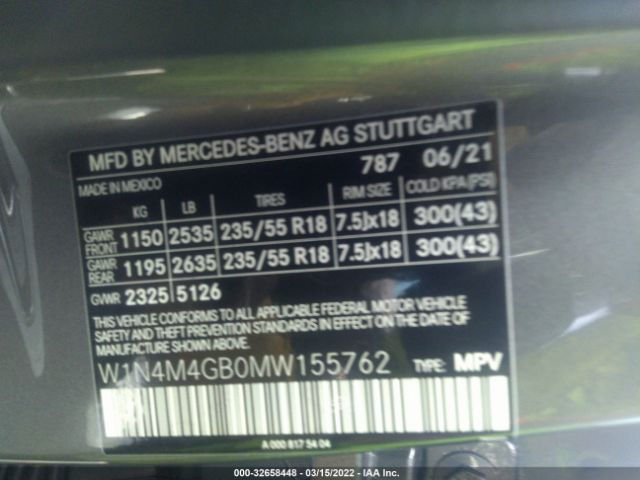 MFD BY MERCEDES-BENZ AG STUTTGART
787 06/21
MADE IN MEXICO
KG LB TIRES RIM SIZE COLD KPA (PSI)
GAWR FRONT 1150 2535 235/55 R18 7.5Jx18 300(43)
GAWR REAR 1195 2635 235/55 R18 7.5Jx18 300(43)
GVWR 2325 5126
THIS VEHICLE CONFORMS TO ALL APPLICABLE FEDERAL MOTOR VEHICLE
SAFETY AND THEFT PREVENTION STANDARDS IN EFFECT ON THE DATE
OF MANUFACTURE SHOWN ABOVE.
W1N4M4GB0MW155762 TYPE: MPV
A 000 817 54 04
000-32658448 - 03/15/2022 - IAA Inc.